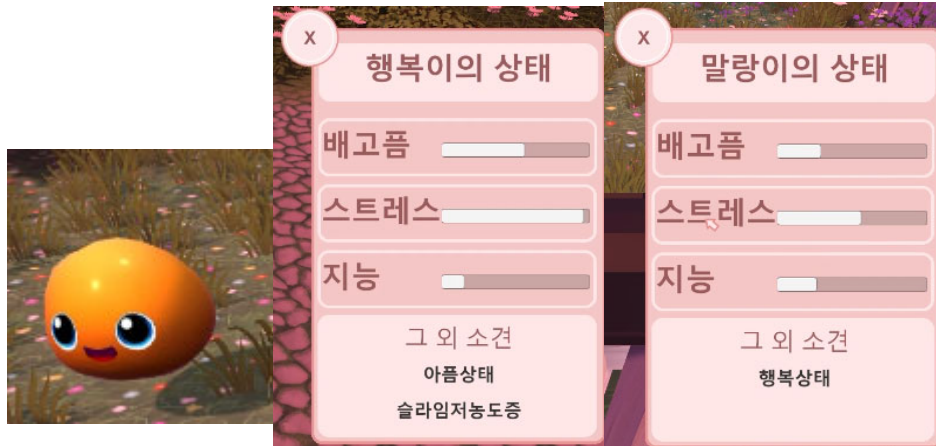 X
행복이의 상태
배고픔
스트레스
지능
그 외 소견
아픔상태
슬라임저농도증
X
말랑이의 상태
배고픔
스트레스
지능
그 외 소견
행복상태